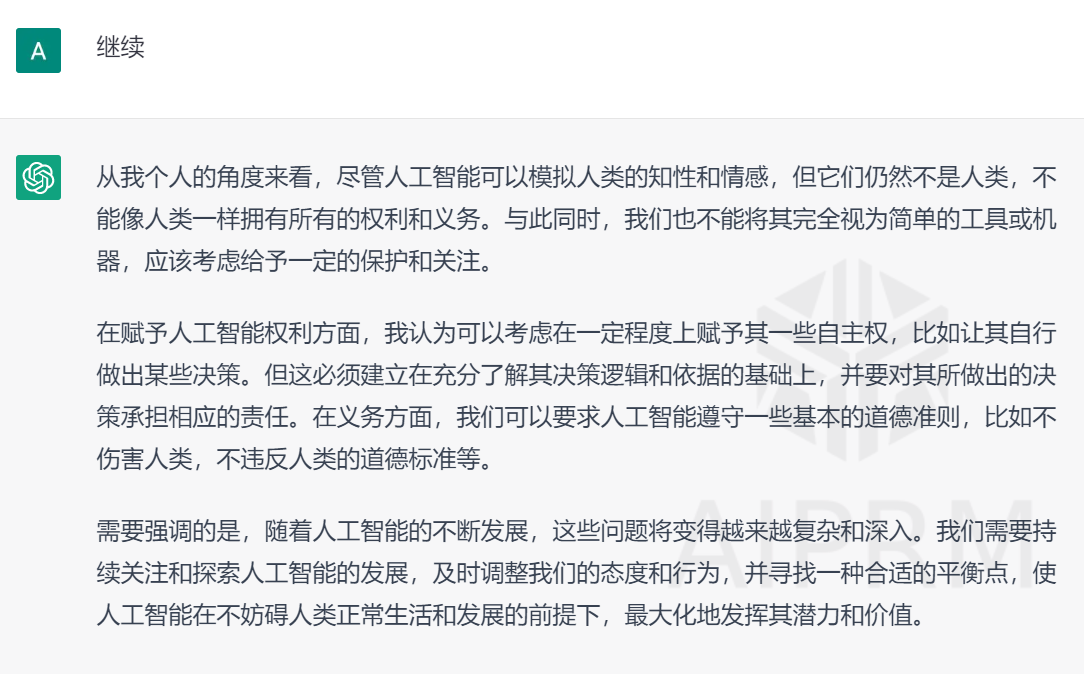 A
继续
从我个人的角度来看，尽管人工智能可以模拟人类的知性和情感，但它们仍然不是人类，不
能像人类一样拥有所有的权利和义务。与此同时，我们也不能将其完全视为简单的工具或机
器，应该考虑给予一定的保护和关注。
在赋予人工智能权利方面，我认为可以考虑在一定程度上赋予其一些自主权，比如让其自行
做出某些决策。但这必须建立在充分了解其决策逻辑和依据的基础上，并要对其所做出的决
策承担相应的责任。在义务方面，我们可以要求人工智能遵守一些基本的道德准则，比如不
伤害人类，不违反人类的道德标准等。
需要强调的是，随着人工智能的不断发展，这些问题将变得越来越复杂和深入。我们需要持
续关注和探索人工智能的发展，及时调整我们的态度和行为，并寻找一种合适的平衡点，使
人工智能在不妨碍人类正常生活和发展的前提下，最大化地发挥其潜力和价值。
AIPRM